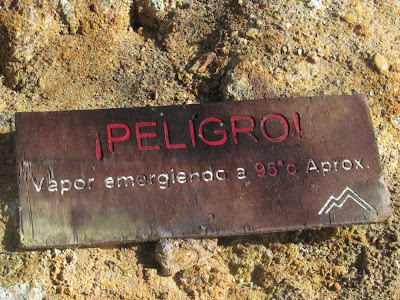 ¡PELIGRO!
Vapor emergiendo a 95°c Aprox.